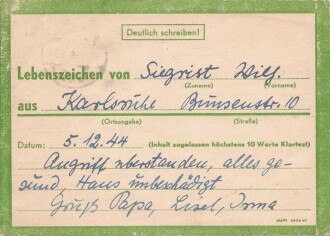 Deutlich schreiben!
Lebenszeichen von Siegrist Wilh.
(Zuname) (Vorname)
aus Karlsruhe Bunsenstr. 10
(Ortsangabe) (Straße)
Datum: 5.12.44 (Inhalt zugelassen höchstens 10 Worte Klartext)
Angriff überstanden, alles ge-
sund, Haus unbeschädigt
Gruß Papa, Liesel, Irma